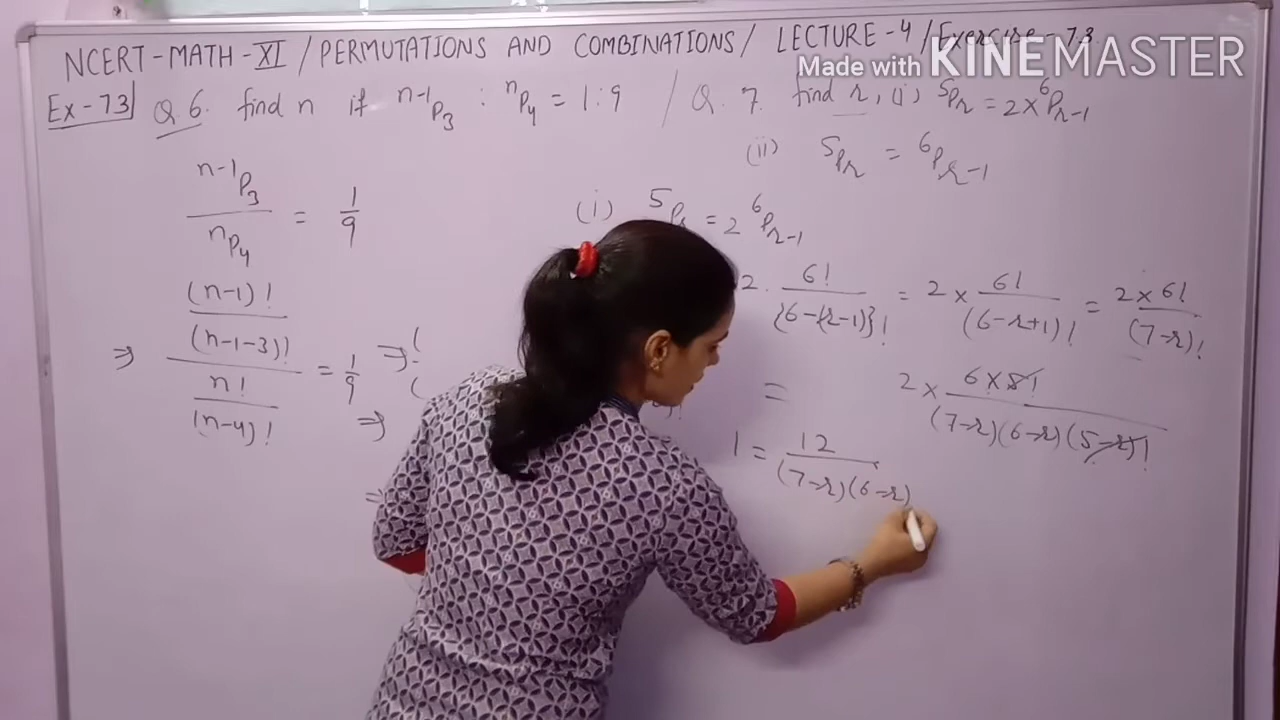 NCERT-MATH-XI / PERMUTATIONS AND COMBINATIONS / LECTURE-4 / Exercise-7.3
Made with KINEMASTER
Ex-7.3 Q.6. find n if ⁿ⁻¹P₃ : ⁿP₄ = 1:9 / Q.7. find r, (i) ⁵Pr = 2×⁶Pr-1
(ii) ⁵Pr = ⁶Pr-1
ⁿ⁻¹P₃ / ⁿP₄ = 1/9
(i) ⁵Pr = 2 ⁶Pr-1
2. 6!/{6-(r-1)}! = 2 × 6!/(6-r+1)! = 2×6!/(7-r)!
⇒ (n-1)!/(n-1-3)! / n!/(n-4)! = 1/9 ⇒
= 2 × 6×5!/(7-r)(6-r)(5-r)!
⇒ 1 = 12/(7-r)(6-r)
⇒